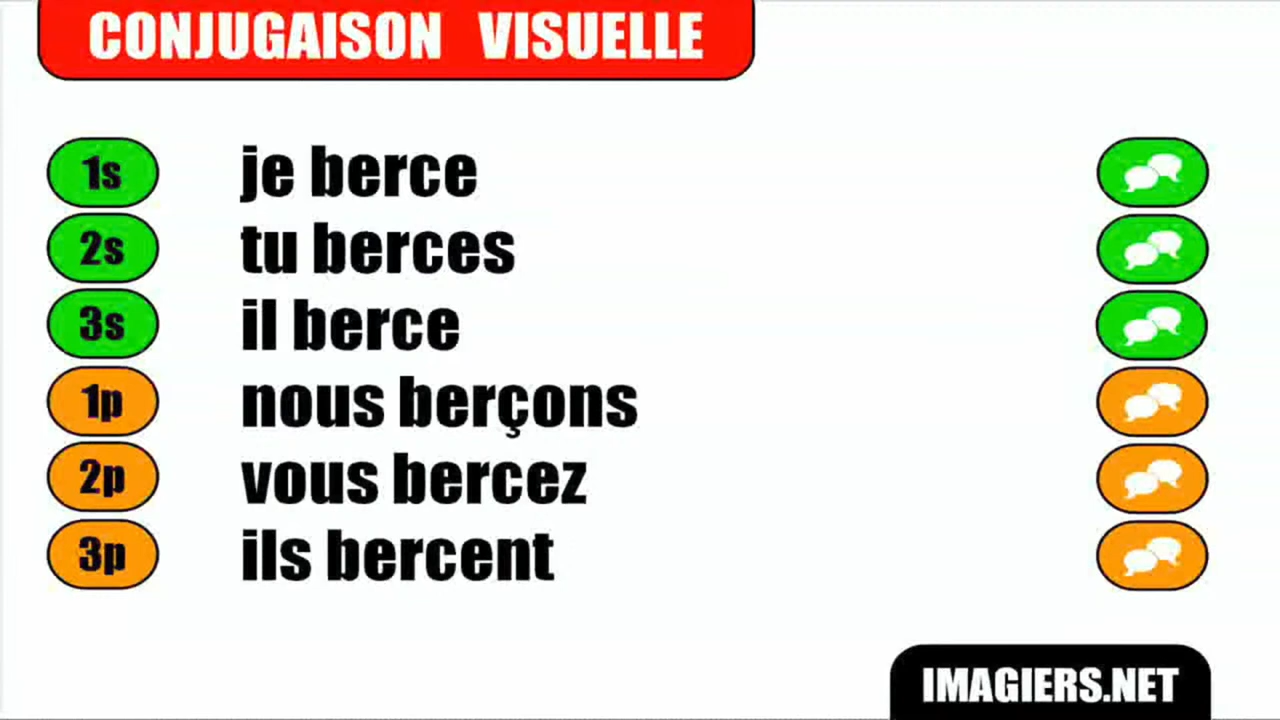 CONJUGAISON VISUELLE
1s je berce
2s tu berces
3s il berce
1p nous berçons
2p vous bercez
3p ils bercent
IMAGIERS.NET